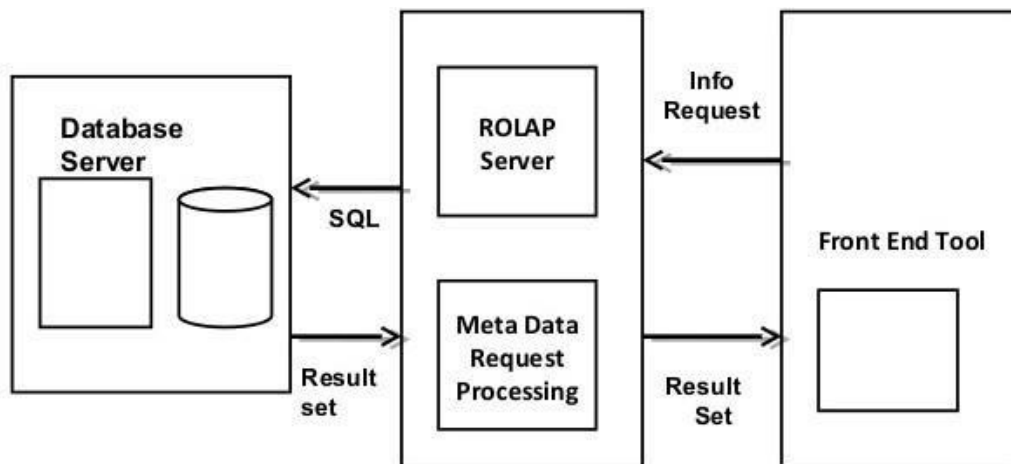 Database
Server
SQL
Result
set
ROLAP
Server
Meta Data
Request
Processing
Info
Request
Result
Set
Front End Tool